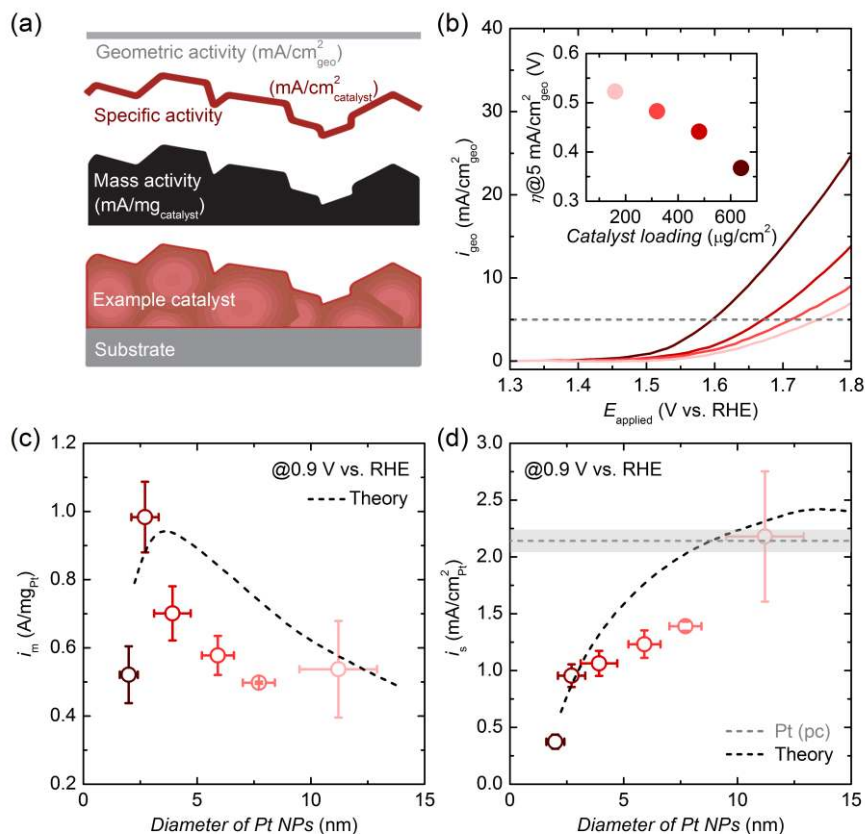 (a)
Geometric activity (mA/cm²geo)
(mA/cm²catalyst)
Specific activity
Mass activity
(mA/mgcatalyst)
Example catalyst
Substrate
(b)
igeo (mA/cm²geo)
40
30
20
10
0
η@5 mA/cm²geo (V)
0.6
0.5
0.4
0.3
200 400 600
Catalyst loading (μg/cm²)
1.3 1.4 1.5 1.6 1.7 1.8
Eapplied (V vs. RHE)
(c)
im (A/mgPt)
1.2
1.0
0.8
0.6
0.4
0.2
@0.9 V vs. RHE
Theory
0 5 10 15
Diameter of Pt NPs (nm)
(d)
is (mA/cm²Pt)
3.0
2.5
2.0
1.5
1.0
0.5
0.0
@0.9 V vs. RHE
Pt (pc)
Theory
0 5 10 15
Diameter of Pt NPs (nm)